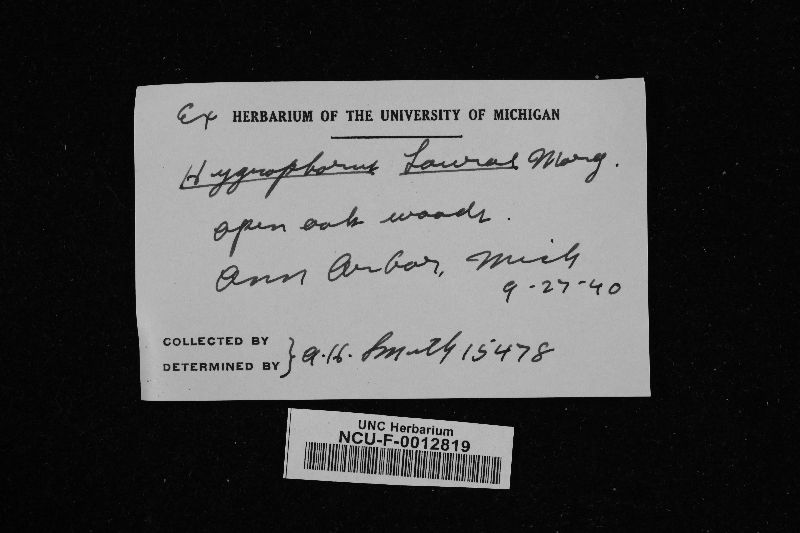 Ex HERBARIUM OF THE UNIVERSITY OF MICHIGAN
Hygrophorus Laurae Morg.
open oak woods.
Ann Arbor, Mich
9-27-40
COLLECTED BY
DETERMINED BY } A.H. Smith 15478
UNC Herbarium
NCU-F-0012819